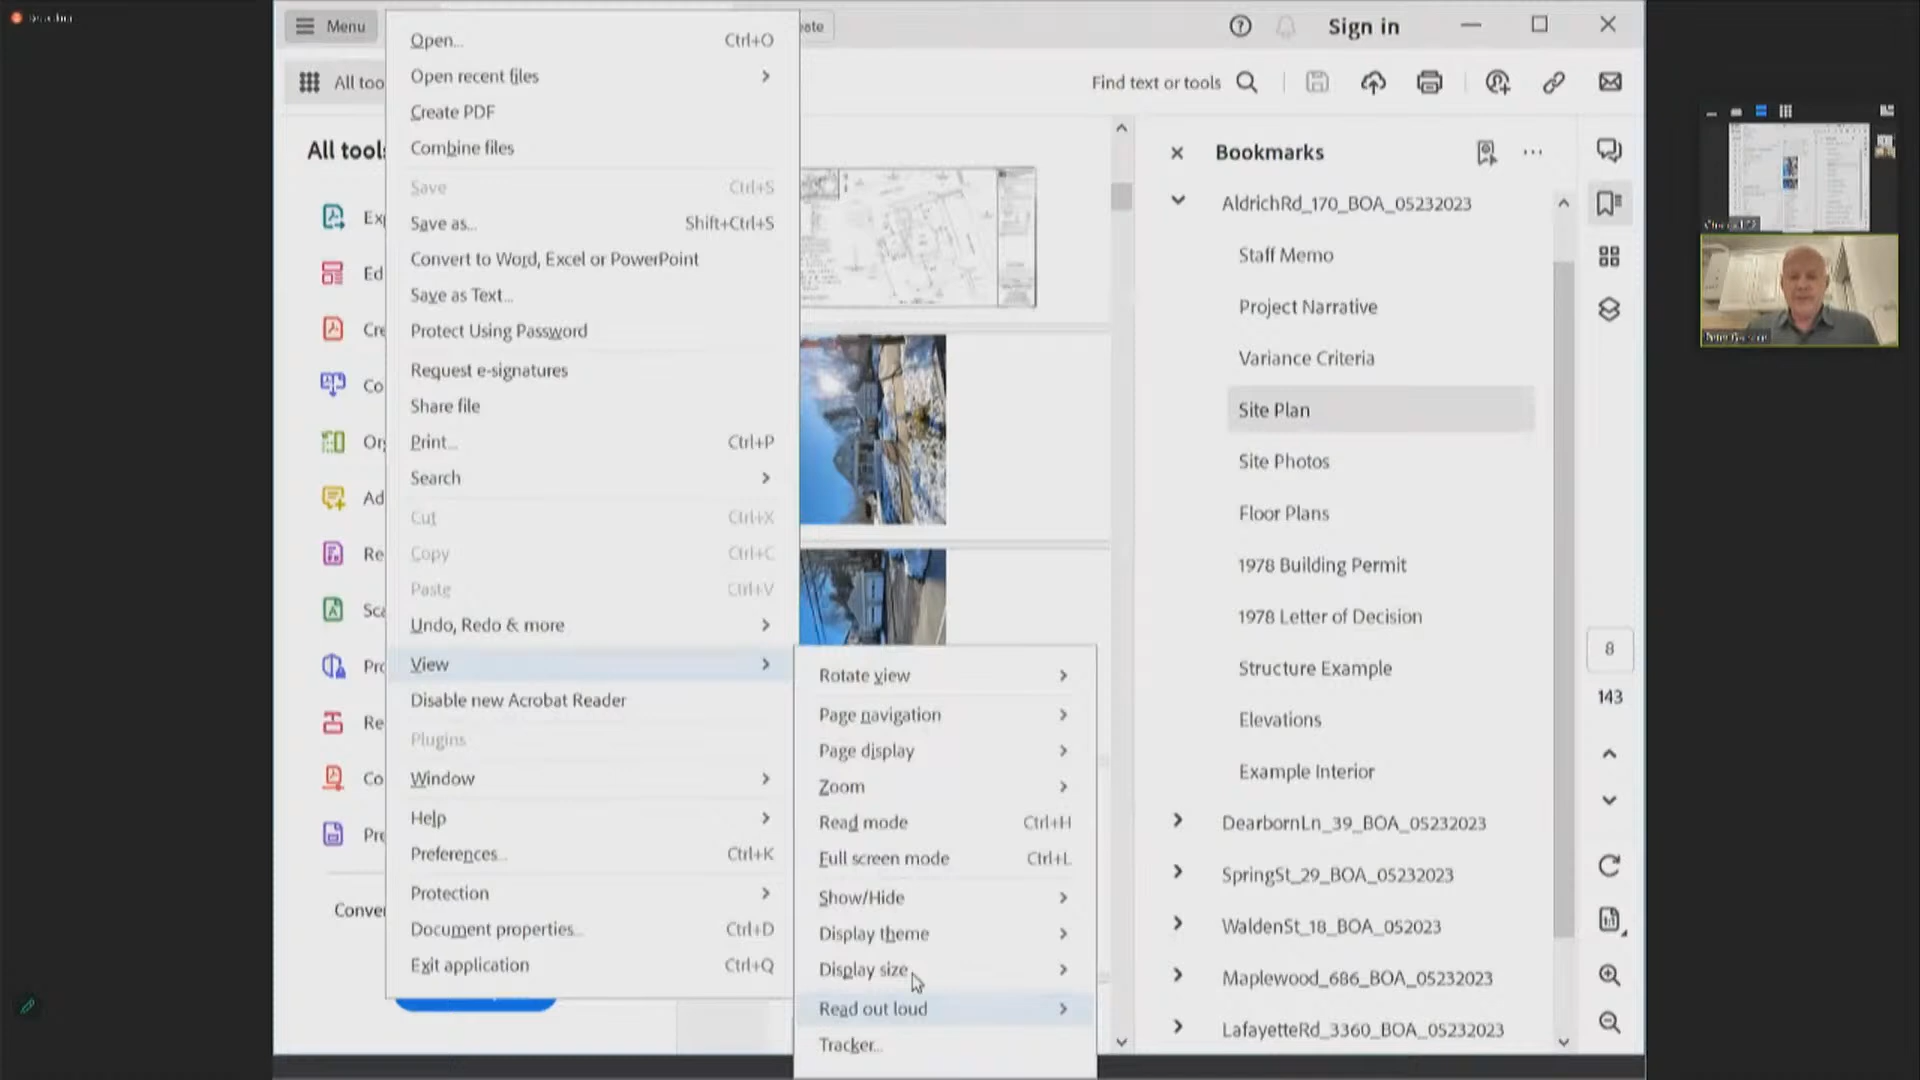 Menu
Sign in
All too
Find text or tools
All tools
Open...
Ctrl+O
Open recent files
Create PDF
Combine files
Save
Ctrl+S
Save as...
Shift+Ctrl+S
Convert to Word, Excel or PowerPoint
Save as Text...
Protect Using Password
Request e-signatures
Share file
Print...
Ctrl+P
Search
Cut
Ctrl+X
Copy
Ctrl+C
Paste
Ctrl+V
Undo, Redo & more
View
Disable new Acrobat Reader
Plugins
Window
Help
Preferences...
Ctrl+K
Protection
Document properties...
Ctrl+D
Exit application
Ctrl+Q
Ex
Ed
Cre
Co
Or
Ad
Re
Sca
Pro
Re
Co
Pre
Conver
Rotate view
Page navigation
Page display
Zoom
Read mode
Ctrl+H
Full screen mode
Ctrl+L
Show/Hide
Display theme
Display size
Read out loud
Tracker...
Bookmarks
AldrichRd_170_BOA_05232023
Staff Memo
Project Narrative
Variance Criteria
Site Plan
Site Photos
Floor Plans
1978 Building Permit
1978 Letter of Decision
Structure Example
Elevations
Example Interior
DearbornLn_39_BOA_05232023
SpringSt_29_BOA_05232023
WaldenSt_18_BOA_052023
Maplewood_686_BOA_05232023
LafayetteRd_3360_BOA_05232023
8
143